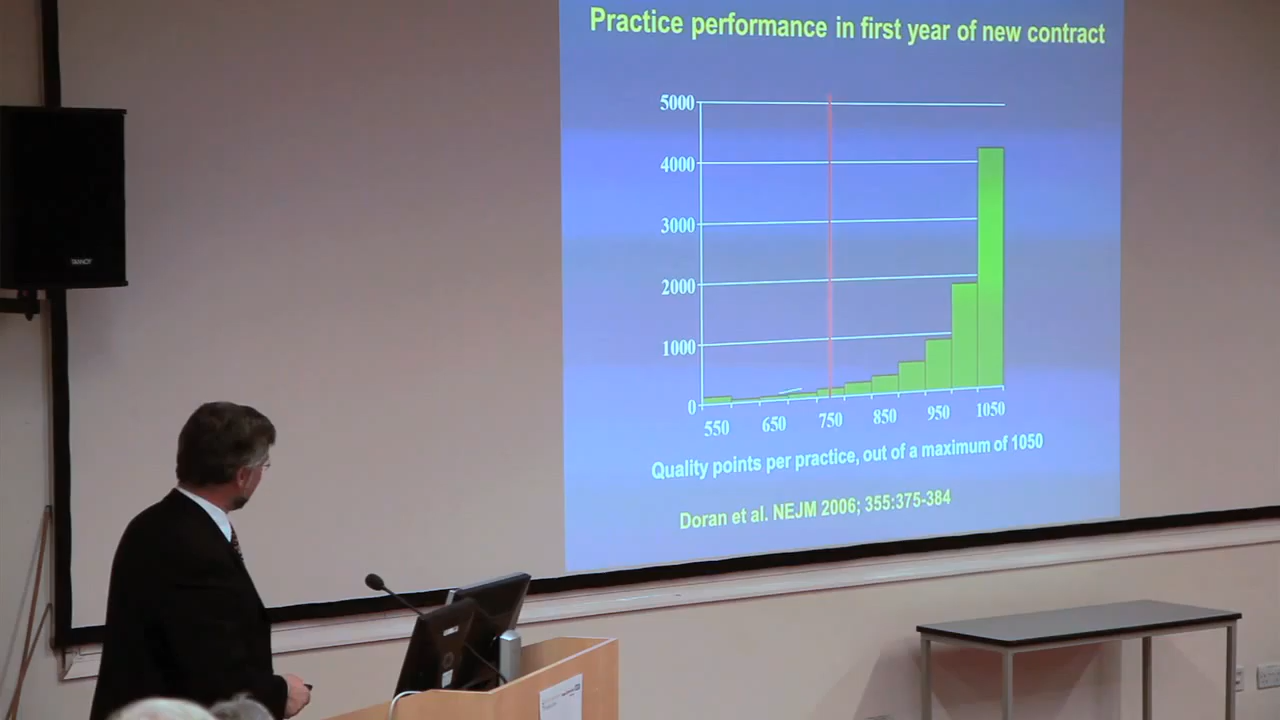 Practice performance in first year of new contract
5000
4000
3000
2000
1000
0
550 650 750 850 950 1050
Quality points per practice, out of a maximum of 1050
Doran et al. NEJM 2006; 355:375-384
TANNOY